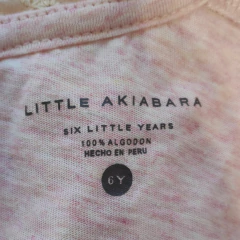 LITTLE AKIABARA
SIX LITTLE YEARS
100% ALGODON
HECHO EN PERU
6Y